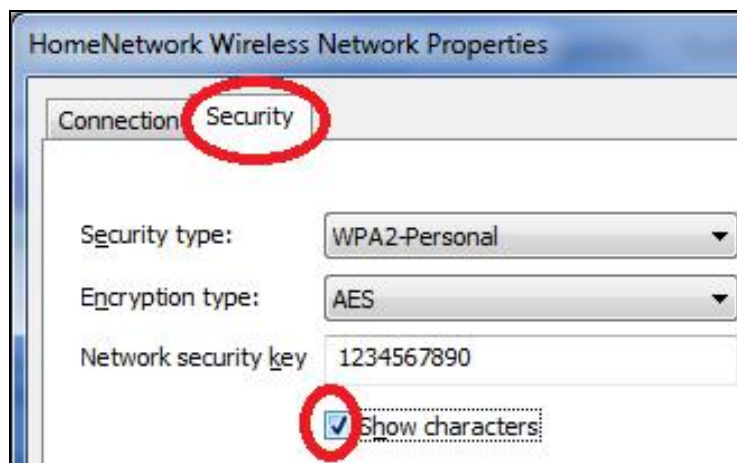 HomeNetwork Wireless Network Properties
Connection Security
Security type: WPA2-Personal
Encryption type: AES
Network security key 1234567890
Show characters